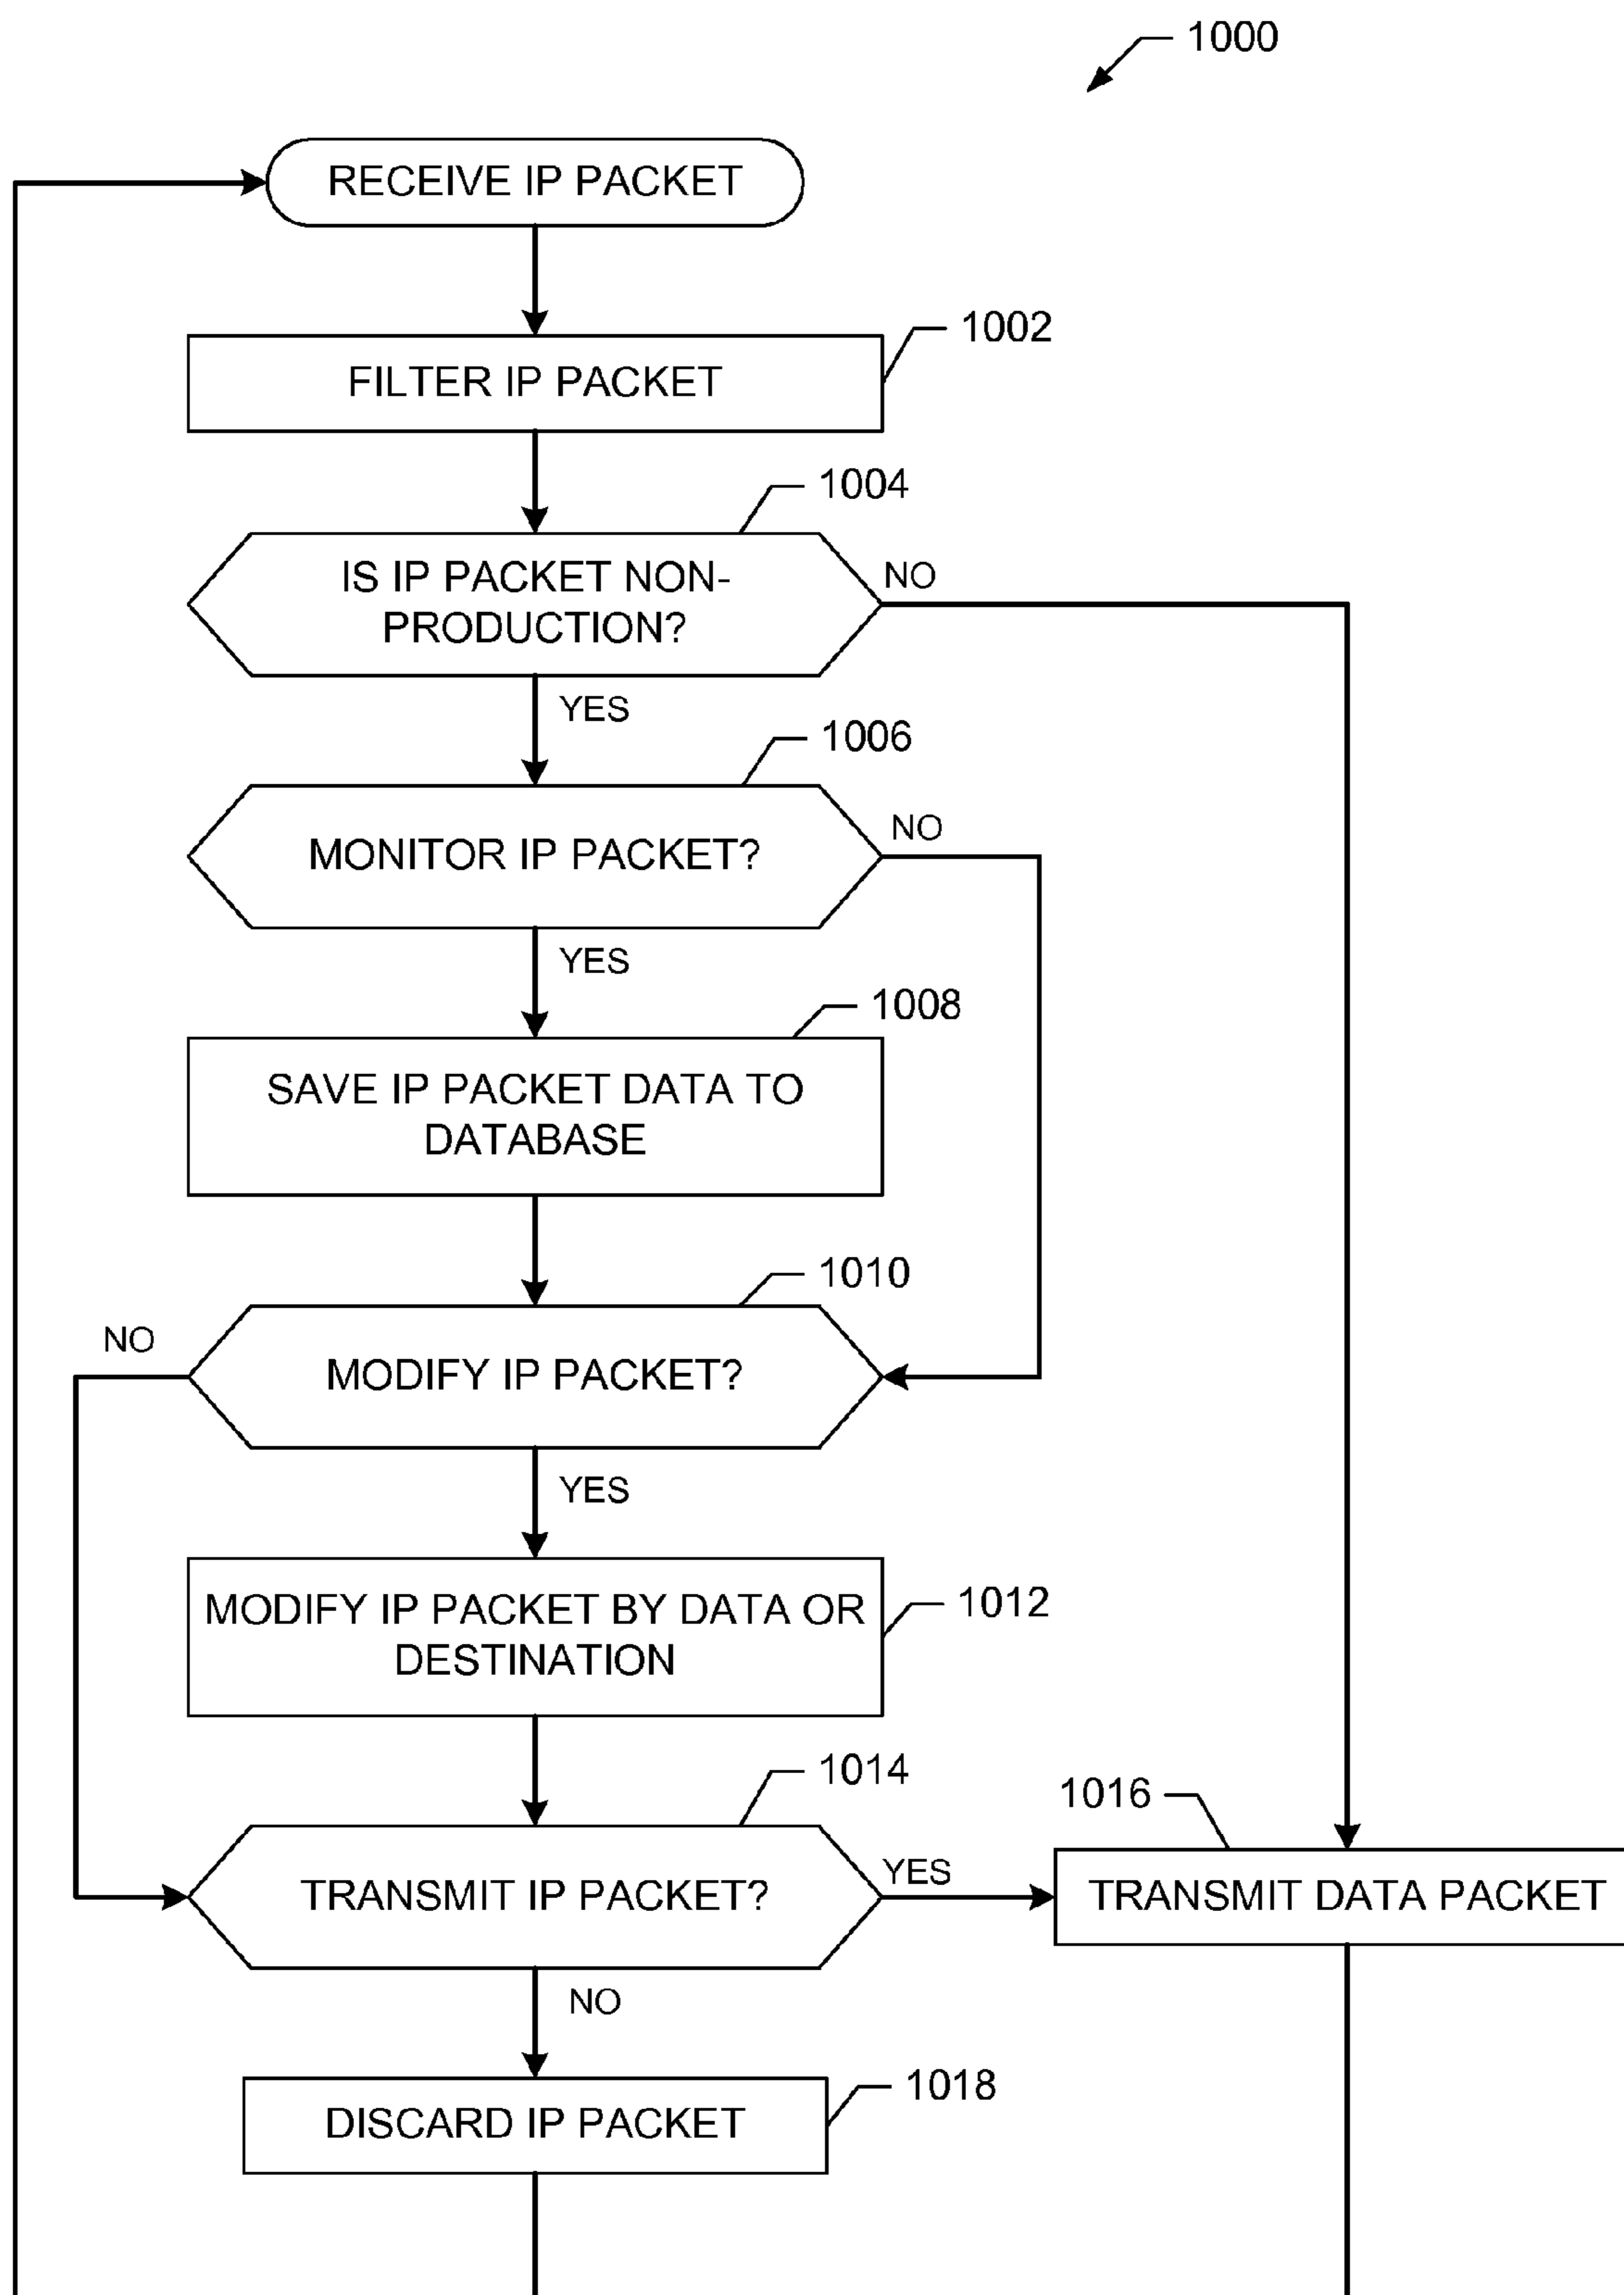 1000
RECEIVE IP PACKET
1002
FILTER IP PACKET
1004
IS IP PACKET NON-
PRODUCTION?
NO
YES
1006
MONITOR IP PACKET?
NO
YES
1008
SAVE IP PACKET DATA TO
DATABASE
1010
NO
MODIFY IP PACKET?
YES
MODIFY IP PACKET BY DATA OR
DESTINATION
1012
1014
1016
TRANSMIT IP PACKET?
YES
TRANSMIT DATA PACKET
NO
1018
DISCARD IP PACKET